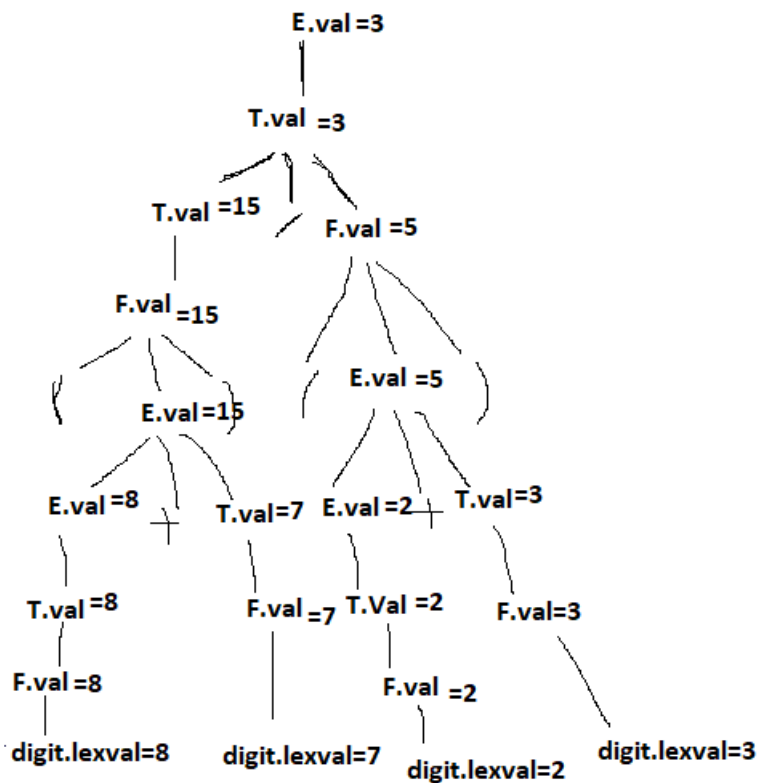 E.val=3
T.val =3
T.val =15 / F.val =5
F.val =15
( E.val=15 ) ( E.val =5 )
E.val =8 + T.val=7 E.val=2 + T.val=3
T.val =8 F.val =7 T.Val =2 F.val=3
F.val =8 F.val =2
digit.lexval=8 digit.lexval=7 digit.lexval=2 digit.lexval=3